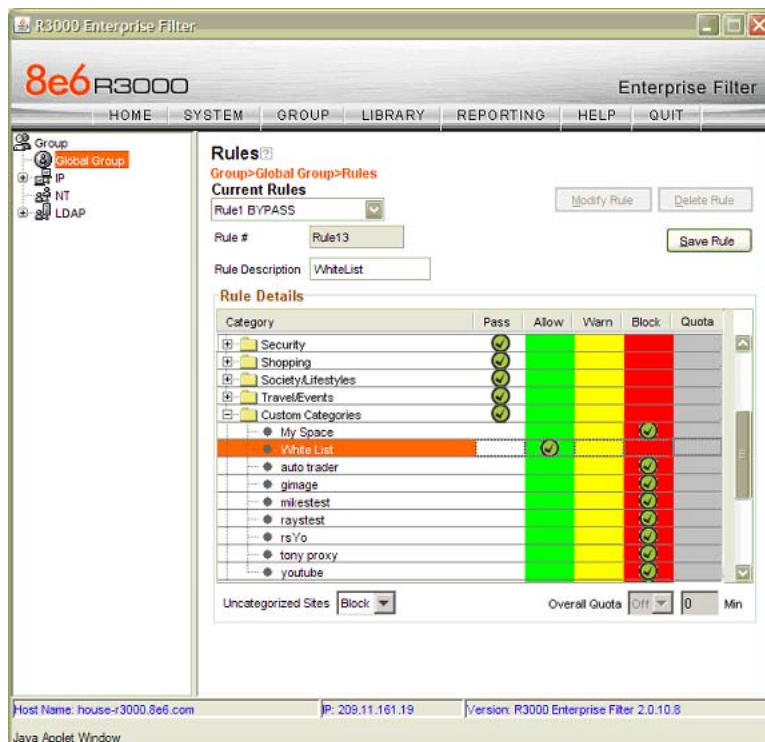 R3000 Enterprise Filter
8e6 R3000
Enterprise Filter
HOME SYSTEM GROUP LIBRARY REPORTING HELP QUIT
Group
Global Group
IP
NT
LDAP
Rules
Group>Global Group>Rules
Current Rules
Rule1 BYPASS
Modify Rule Delete Rule
Rule # Rule13
Save Rule
Rule Description WhiteList
Rule Details
Category Pass Allow Warn Block Quota
Security
Shopping
Society/Lifestyles
Travel/Events
Custom Categories
My Space
White List
auto trader
gimage
mikestest
raystest
rsYo
tony proxy
youtube
Uncategorized Sites Block Overall Quota Off 0 Min
Host Name: house-r3000.8e6.com IP: 209.11.161.19 Version: R3000 Enterprise Filter 2.0.10.8
Java Applet Window